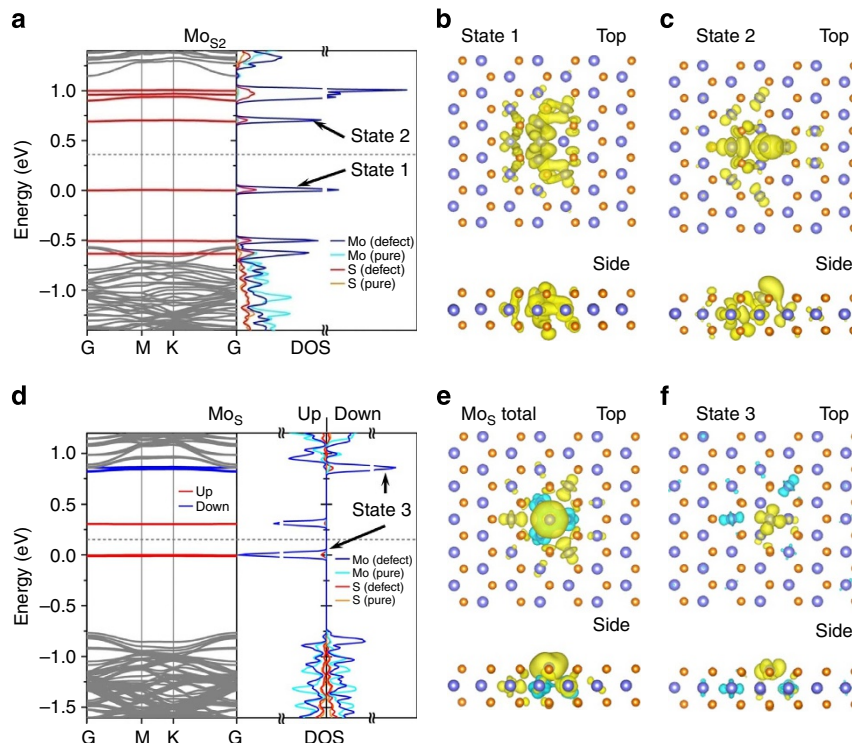 a
Mo_S2
Energy (eV)
1.0
0.5
0.0
−0.5
−1.0
G M K G DOS
State 2
State 1
Mo (defect)
Mo (pure)
S (defect)
S (pure)
b
State 1 Top
Side
c
State 2 Top
Side
d
Mo_S Up Down
Energy (eV)
1.0
0.5
0.0
−0.5
−1.0
−1.5
G M K G DOS
Up
Down
State 3
Mo (defect)
Mo (pure)
S (defect)
S (pure)
e
Mo_S total Top
Side
f
State 3 Top
Side